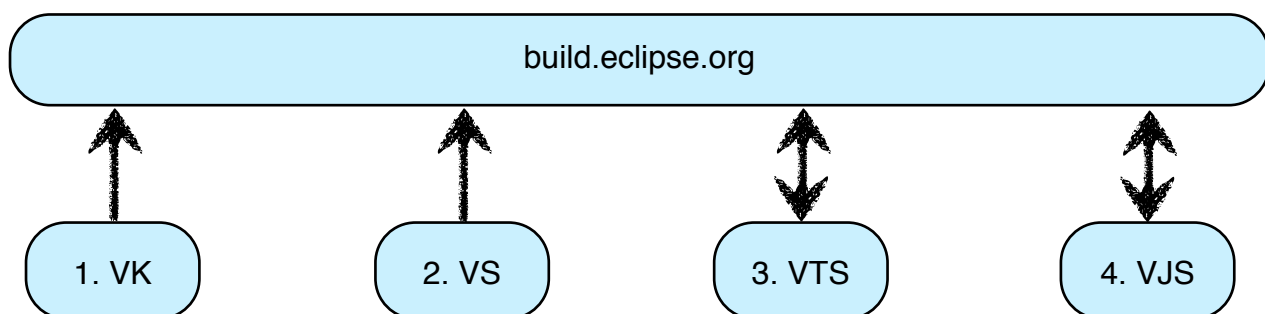 build.eclipse.org
1. VK
2. VS
3. VTS
4. VJS